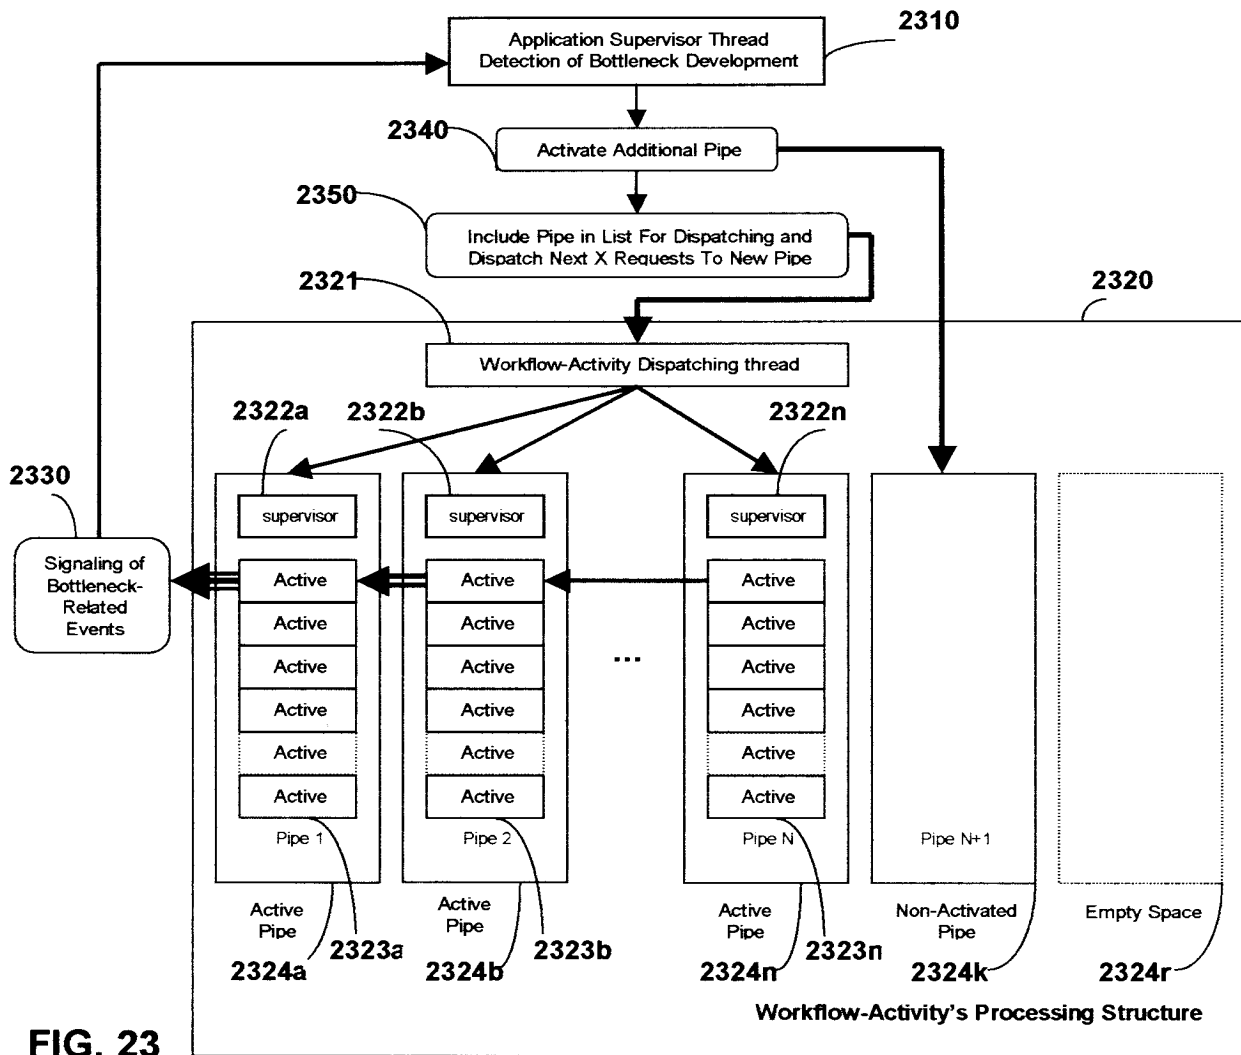 2310
Application Supervisor Thread
Detection of Bottleneck Development
2340
Activate Additional Pipe
2350
Include Pipe in List For Dispatching and
Dispatch Next X Requests To New Pipe
2321
2320
Workflow-Activity Dispatching thread
2322a
2322b
2322n
2330
supervisor
supervisor
supervisor
Signaling of
Bottleneck-
Related
Events
Active
Active
Active
Active
Active
Active
Pipe 1
Active
Active
Active
Active
Active
Active
Pipe 2
...
Active
Active
Active
Active
Active
Active
Pipe N
Pipe N+1
Active
Pipe
Active
Pipe
Active
Pipe
Non-Activated
Pipe
Empty Space
2324a
2323a
2324b
2323b
2324n
2323n
2324k
2324r
Workflow-Activity's Processing Structure
FIG. 23